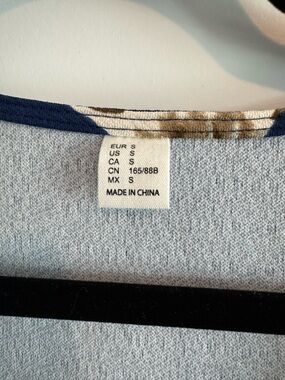 EUR S
US S
CA S
CN 165/88B
MX S
MADE IN CHINA